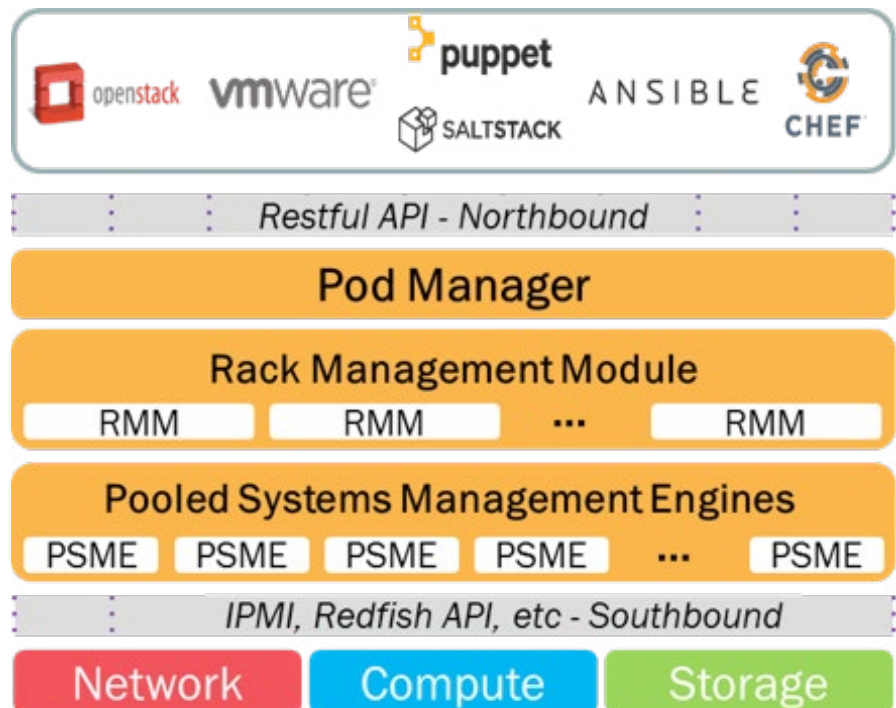 openstack
vmware
puppet
SALTSTACK
ANSIBLE
CHEF
Restful API - Northbound
Pod Manager
Rack Management Module
RMM RMM ... RMM
Pooled Systems Management Engines
PSME PSME PSME PSME ... PSME
IPMI, Redfish API, etc - Southbound
Network Compute Storage